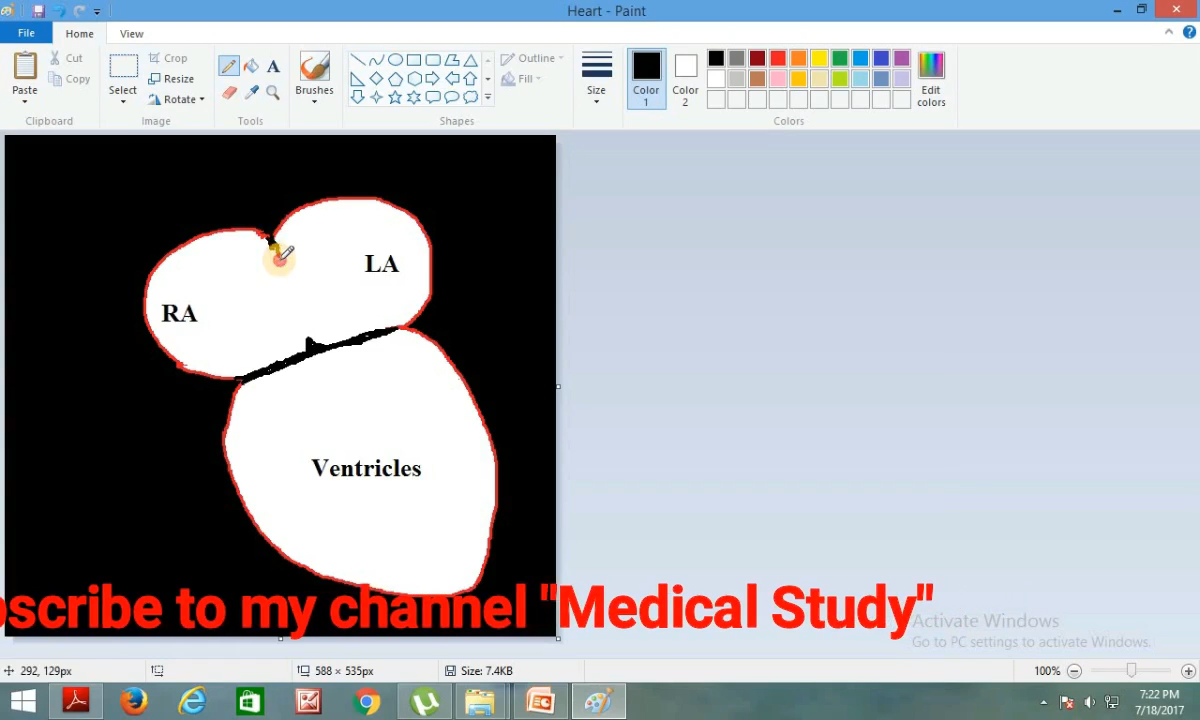 Heart - Paint
File
Home
View
Paste
Cut
Copy
Clipboard
Select
Crop
Resize
Rotate
Image
A
Tools
Brushes
Outline
Fill
Shapes
Size
Color
1
Color
2
Edit
colors
Colors
LA
RA
Ventricles
bscribe to my channel "Medical Study"
Activate Windows
Go to PC settings to activate Windows.
292, 129px
588 × 535px
Size: 7.4KB
100%
7:22 PM
7/18/2017